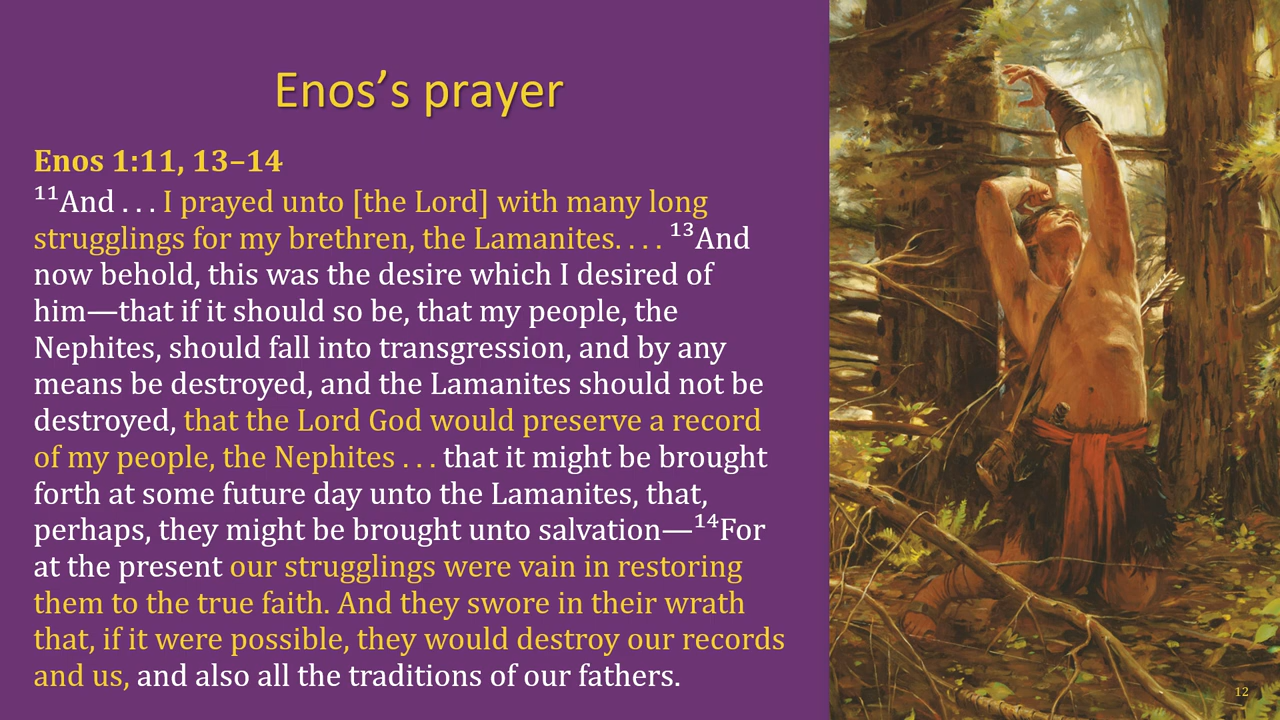 Enos’s prayer
Enos 1:11, 13–14
¹¹And . . . I prayed unto [the Lord] with many long
strugglings for my brethren, the Lamanites. . . . ¹³And
now behold, this was the desire which I desired of
him—that if it should so be, that my people, the
Nephites, should fall into transgression, and by any
means be destroyed, and the Lamanites should not be
destroyed, that the Lord God would preserve a record
of my people, the Nephites . . . that it might be brought
forth at some future day unto the Lamanites, that,
perhaps, they might be brought unto salvation—¹⁴For
at the present our strugglings were vain in restoring
them to the true faith. And they swore in their wrath
that, if it were possible, they would destroy our records
and us, and also all the traditions of our fathers.
12